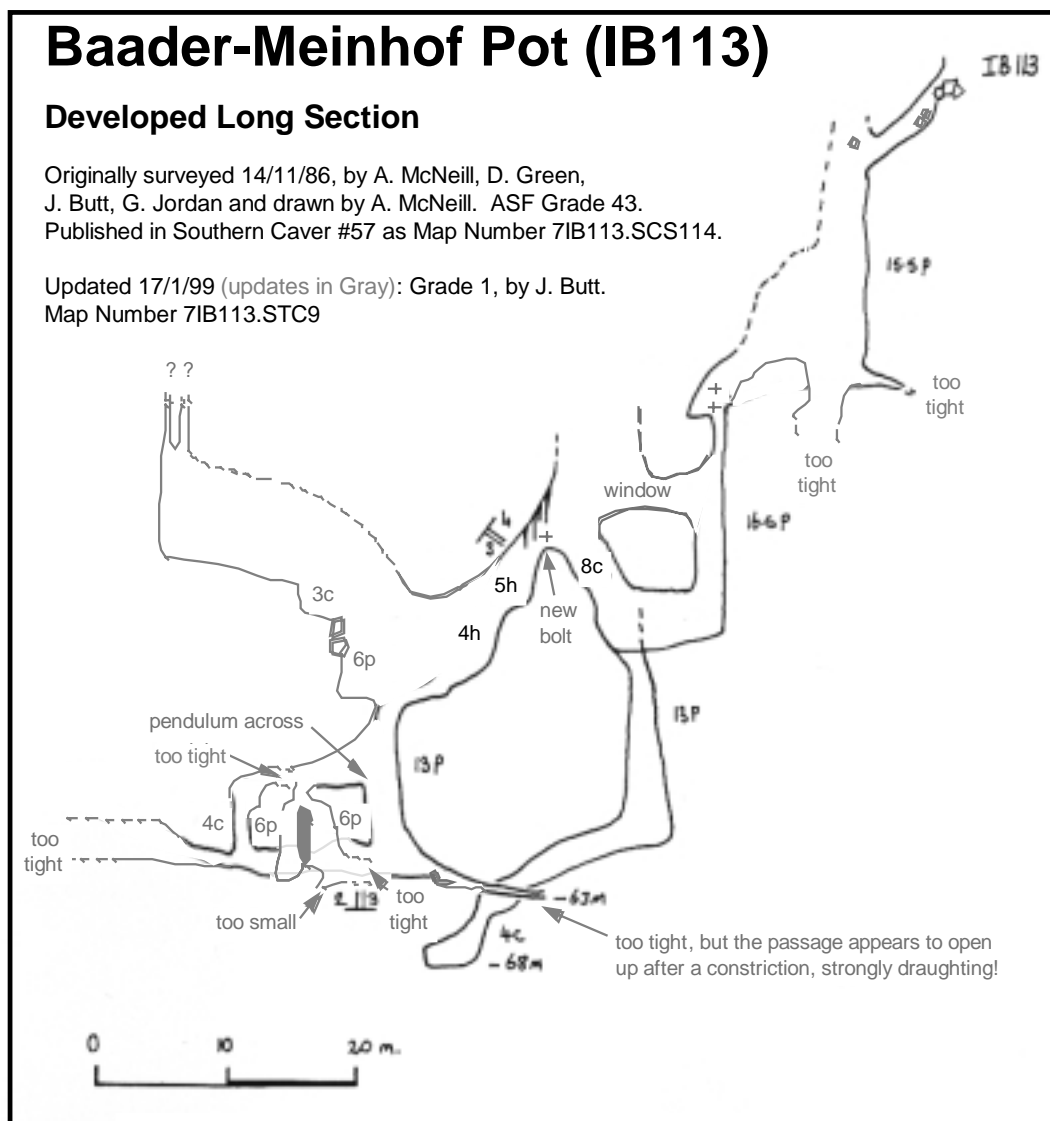 Baader-Meinhof Pot (IB113)
IB113
Developed Long Section
Originally surveyed 14/11/86, by A. McNeill, D. Green,
J. Butt, G. Jordan and drawn by A. McNeill. ASF Grade 43.
Published in Southern Caver #57 as Map Number 7IB113.SCS114.
Updated 17/1/99 (updates in Gray): Grade 1, by J. Butt.
Map Number 7IB113.STC9
15.5P
? ?
too
tight
too
tight
window
16.6P
4
3
8c
5h
3c
new
bolt
4h
6p
pendulum across
13P
too tight
13P
4c
6p
6p
too
tight
too small
2 3
too
tight
-63m
4c
-68m
too tight, but the passage appears to open
up after a constriction, strongly draughting!
0 10 20 m.